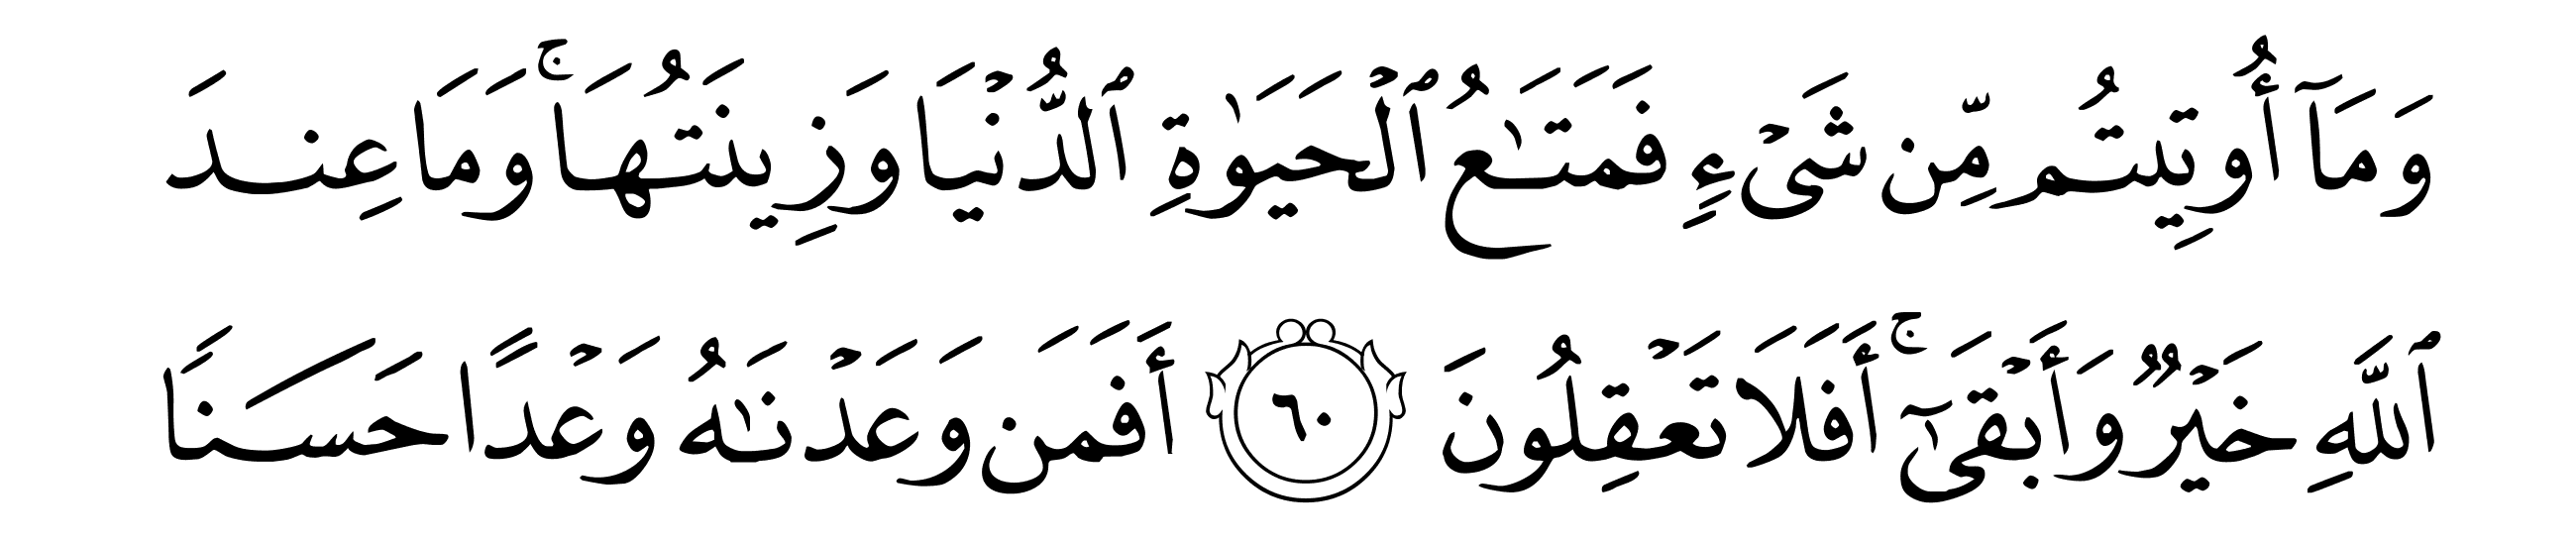 وَمَآ أُوتِيتُم مِّن شَىْءٍ فَمَتَـٰعُ ٱلْحَيَوٰةِ ٱلدُّنْيَا وَزِينَتُهَا ۚ وَمَا عِندَ
ٱللَّهِ خَيْرٌ وَأَبْقَىٰٓ ۚ أَفَلَا تَعْقِلُونَ ٦٠ أَفَمَن وَعَدْنَـٰهُ وَعْدًا حَسَنًا